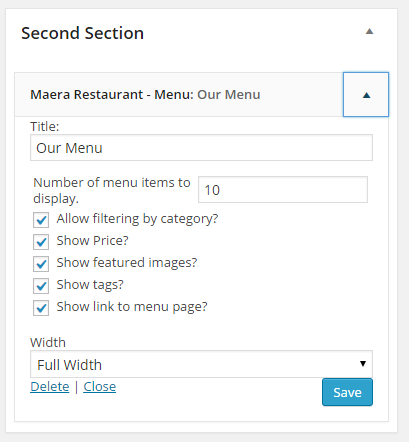 Second Section
Maera Restaurant - Menu: Our Menu
Title:
Our Menu
Number of menu items to
display.
10
Allow filtering by category?
Show Price?
Show featured images?
Show tags?
Show link to menu page?
Width
Full Width
Delete | Close
Save